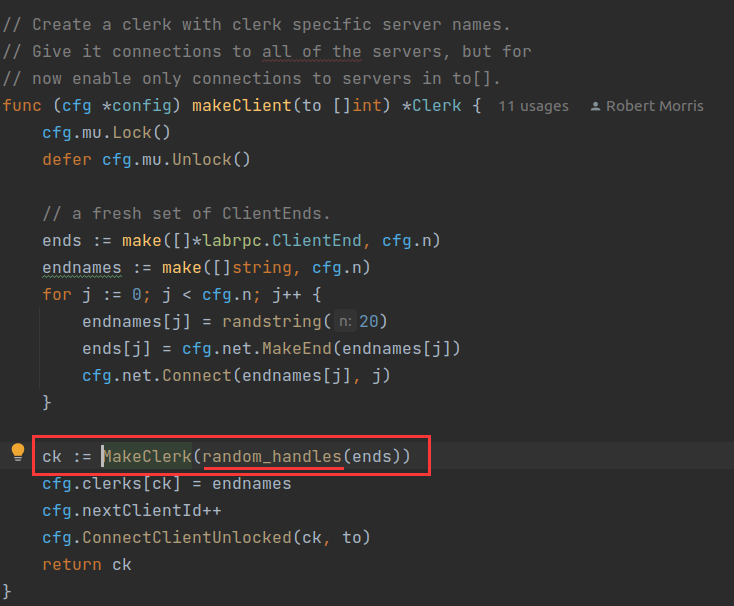 // Create a clerk with clerk specific server names.
// Give it connections to all of the servers, but for
// now enable only connections to servers in to[].
func (cfg *config) makeClient(to []int) *Clerk { 11 usages Robert Morris
    cfg.mu.Lock()
    defer cfg.mu.Unlock()

    // a fresh set of ClientEnds.
    ends := make([]*labrpc.ClientEnd, cfg.n)
    endnames := make([]string, cfg.n)
    for j := 0; j < cfg.n; j++ {
        endnames[j] = randstring( n: 20)
        ends[j] = cfg.net.MakeEnd(endnames[j])
        cfg.net.Connect(endnames[j], j)
    }

    ck := MakeClerk(random_handles(ends))
    cfg.clerks[ck] = endnames
    cfg.nextClientId++
    cfg.ConnectClientUnlocked(ck, to)
    return ck
}